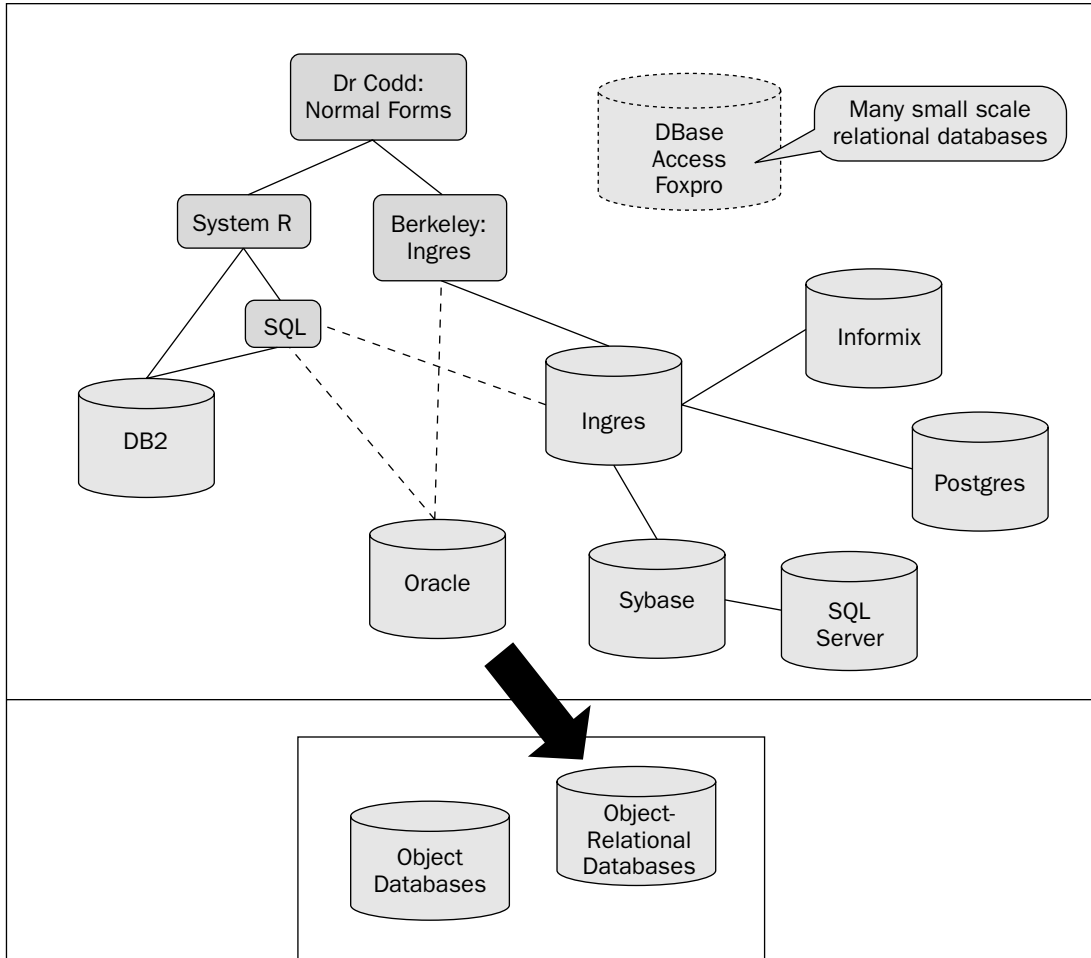 Dr Codd:
Normal Forms
DBase
Access
Foxpro
Many small scale
relational databases
System R
Berkeley:
Ingres
SQL
Informix
DB2
Ingres
Postgres
Oracle
Sybase
SQL
Server
Object
Databases
Object-
Relational
Databases